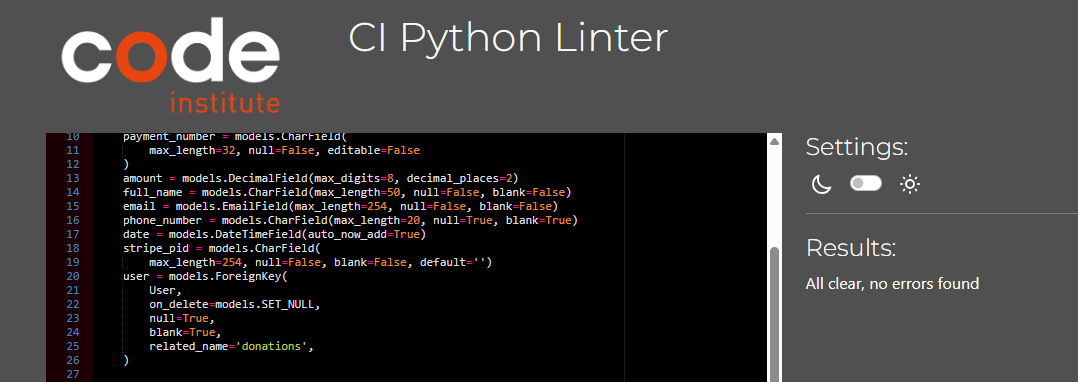 code
institute
CI Python Linter
10 payment_number = models.CharField(
11 max_length=32, null=False, editable=False
12 )
13 amount = models.DecimalField(max_digits=8, decimal_places=2)
14 full_name = models.CharField(max_length=50, null=False, blank=False)
15 email = models.EmailField(max_length=254, null=False, blank=False)
16 phone_number = models.CharField(max_length=20, null=True, blank=True)
17 date = models.DateTimeField(auto_now_add=True)
18 stripe_pid = models.CharField(
19 max_length=254, null=False, blank=False, default='')
20 user = models.ForeignKey(
21 User,
22 on_delete=models.SET_NULL,
23 null=True,
24 blank=True,
25 related_name='donations',
26 )
27
Settings:
Results:
All clear, no errors found